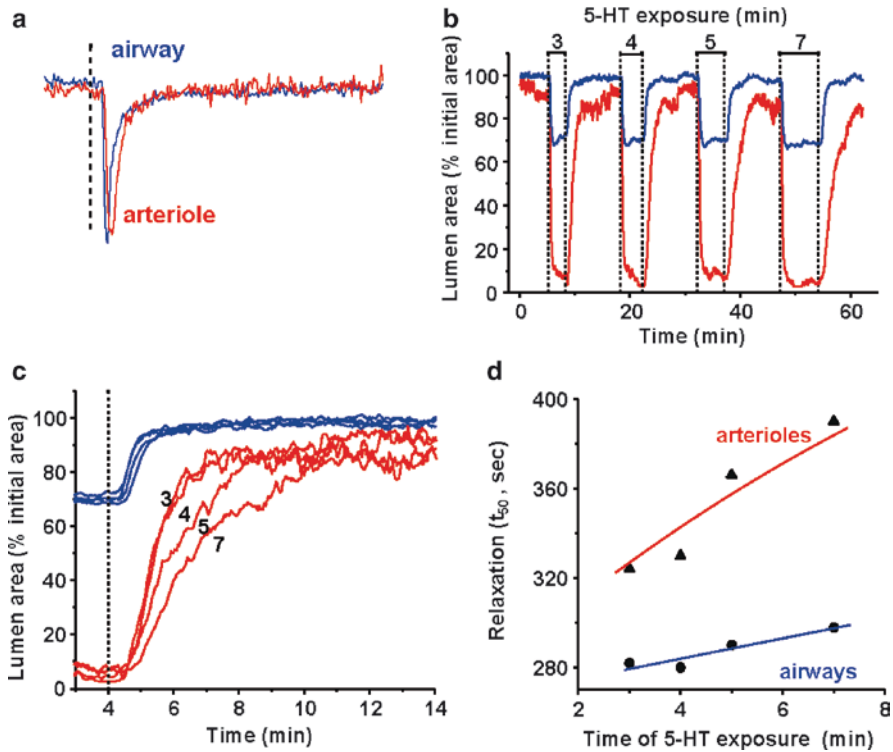 a
airway
arteriole
b
5-HT exposure (min)
3 4 5 7
Lumen area (% initial area)
100
80
60
40
20
0
0 20 40 60
Time (min)
c
Lumen area (% initial area)
100
80
60
40
20
0
3
4
5
7
4 6 8 10 12 14
Time (min)
d
Relaxation (t50, sec)
400
360
320
280
arterioles
airways
2 4 6 8
Time of 5-HT exposure (min)